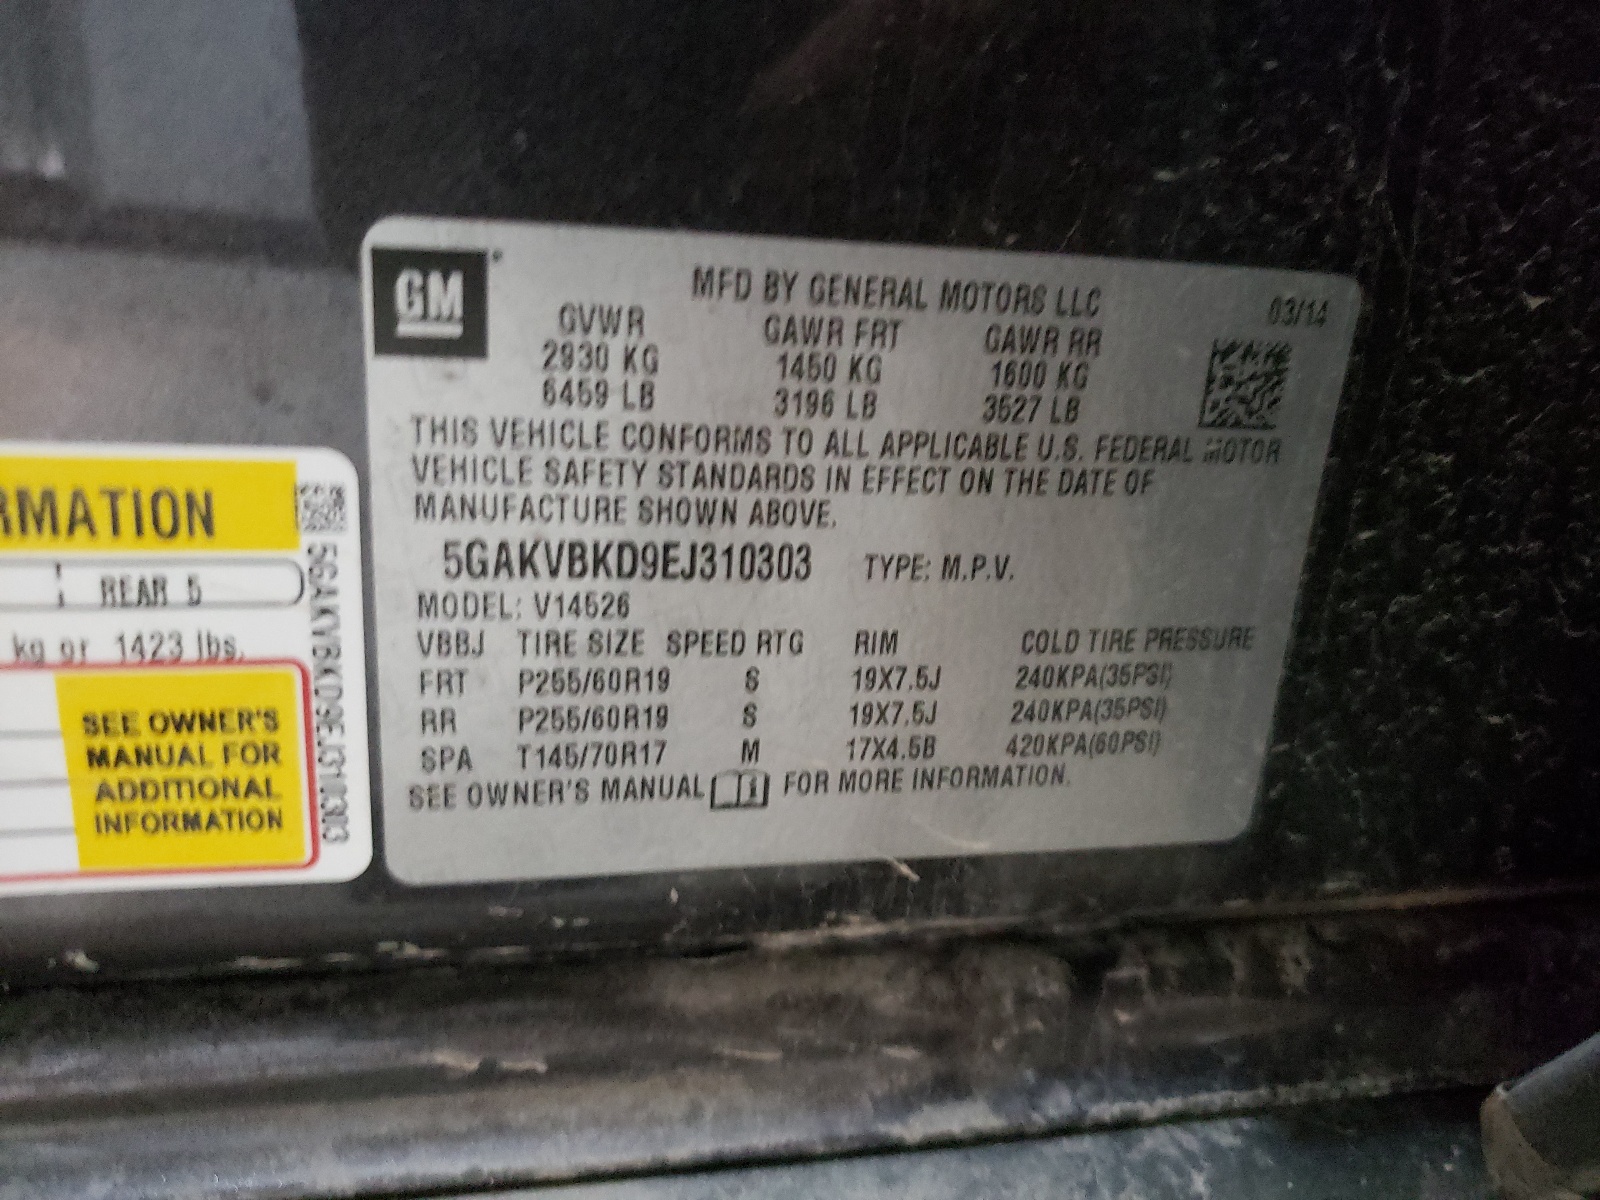 GM
MFD BY GENERAL MOTORS LLC 03/14
GVWR GAWR FRT GAWR RR
2930 KG 1450 KG 1600 KG
6459 LB 3196 LB 3527 LB
THIS VEHICLE CONFORMS TO ALL APPLICABLE U.S. FEDERAL MOTOR
VEHICLE SAFETY STANDARDS IN EFFECT ON THE DATE OF
MANUFACTURE SHOWN ABOVE.
5GAKVBKD9EJ310303 TYPE: M.P.V.
MODEL: V14526
VBBJ TIRE SIZE SPEED RTG RIM COLD TIRE PRESSURE
FRT P255/60R19 S 19X7.5J 240KPA(35PSI)
RR P255/60R19 S 19X7.5J 240KPA(35PSI)
SPA T145/70R17 M 17X4.5B 420KPA(60PSI)
SEE OWNER'S MANUAL FOR MORE INFORMATION.
RMATION
REAR 5
kg or 1423 lbs.
SEE OWNER'S
MANUAL FOR
ADDITIONAL
INFORMATION
5GAKVBKD9EJ310303